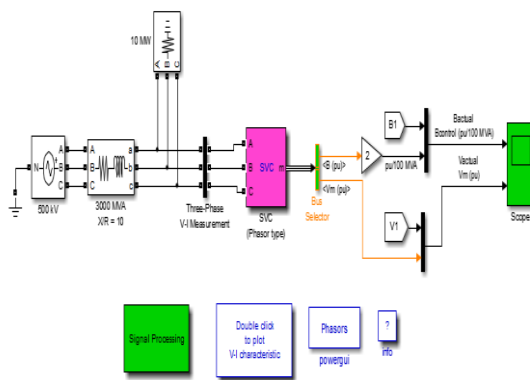 10 MW
A B C
N
A
B
C
500 kV
A
B
C
a
b
c
3000 MVA
X/R = 10
Three-Phase
V-I Measurement
A
B
C
SVC
m
SVC
(Phasor type)
<B (pu)>
<Vm (pu)>
Bus
Selector
2
pu/100 MVA
B1
V1
Bactual
Bcontrol (pu/100 MVA)
Vactual
Vm (pu)
Scope
Signal Processing
Double click
to plot
V-I characteristic
Phasors
powergui
?
info